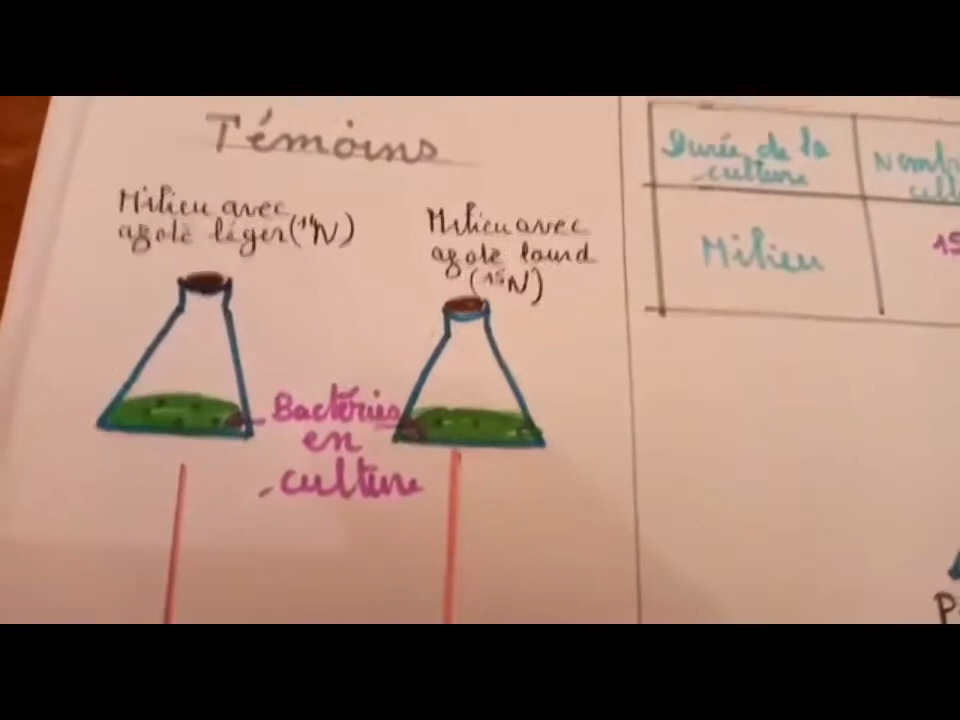 Témoins
Milieu avec
azote léger (¹⁴N)
Milieu avec
azote lourd
(¹⁵N)
Bactéries
en
culture
Durée de la
culture
Milieu